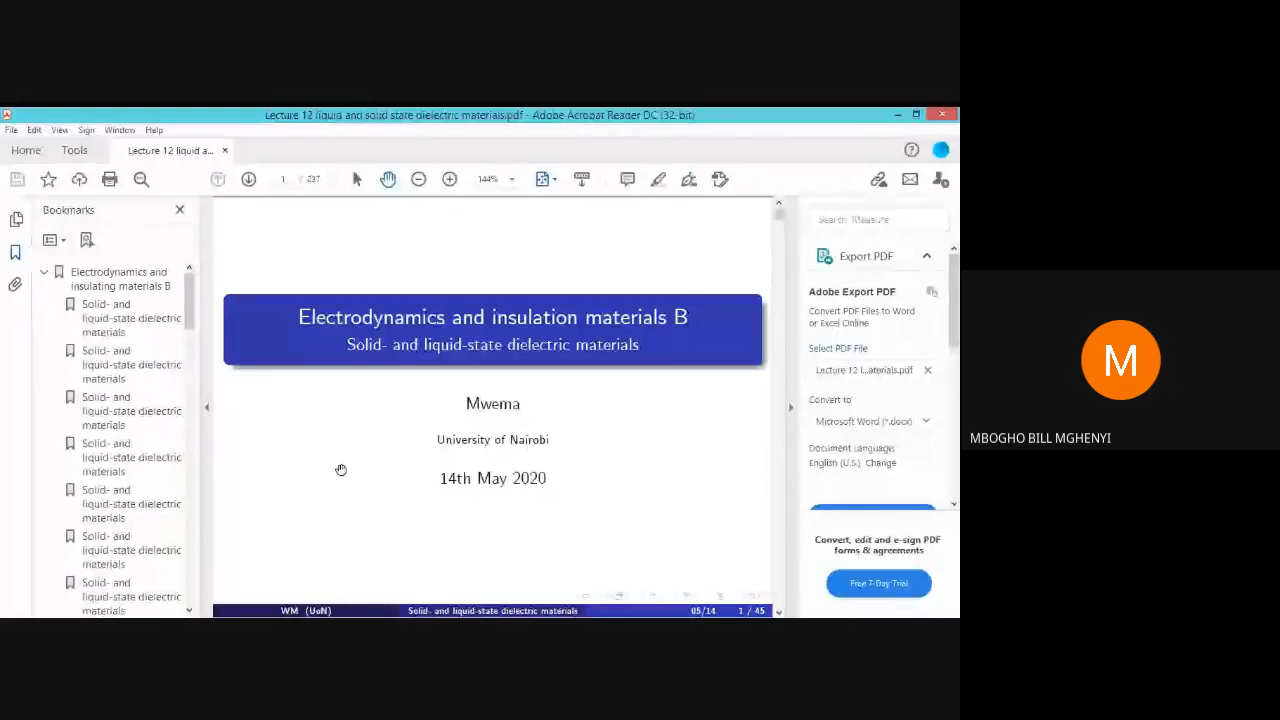 Lecture 12 liquid and solid state dielectric materials.pdf - Adobe Acrobat Reader DC (32-bit)
File Edit View Sign Window Help
Home Tools Lecture 12 liquid a... ×
1 / 237 144%
Bookmarks
Electrodynamics and
insulating materials B
Solid- and
liquid-state dielectric
materials
Solid- and
liquid-state dielectric
materials
Solid- and
liquid-state dielectric
materials
Solid- and
liquid-state dielectric
materials
Solid- and
liquid-state dielectric
materials
Solid- and
liquid-state dielectric
materials
Solid- and
liquid-state dielectric
materials
Electrodynamics and insulation materials B
Solid- and liquid-state dielectric materials
Mwema
University of Nairobi
14th May 2020
WM (UoN) Solid- and liquid-state dielectric materials 05/14 1 / 45
Search 'Measure'
Export PDF
Adobe Export PDF
Convert PDF Files to Word
or Excel Online
Select PDF File
Lecture 12 l...aterials.pdf
Convert to
Microsoft Word (*.docx)
Document Language:
English (U.S.) Change
Convert, edit and e-sign PDF
forms & agreements
Free 7-Day Trial
M
MBOGHO BILL MGHENYI